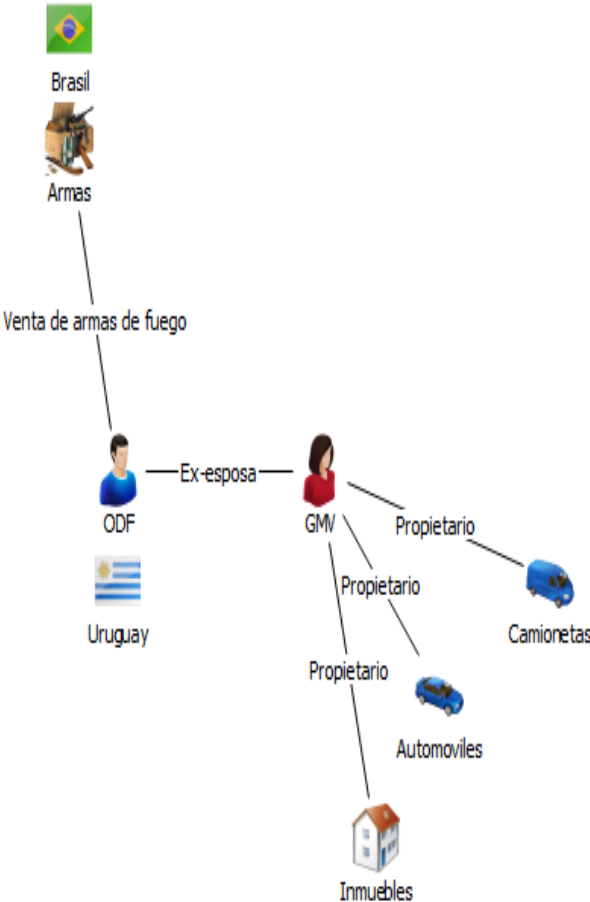 Brasil
Armas
Venta de armas de fuego
Ex-esposa
ODF
GMV
Propietario
Propietario
Uruguay
Camionetas
Propietario
Automoviles
Inmuebles